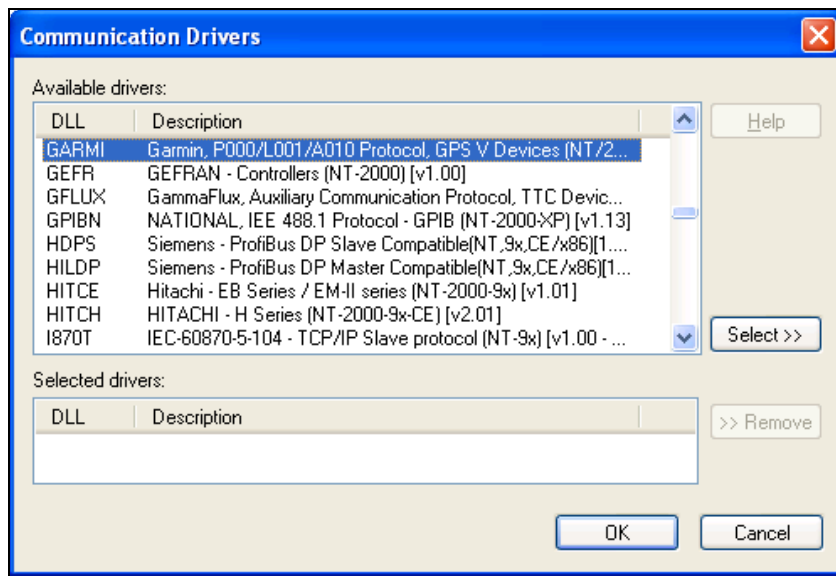 Communication Drivers
Available drivers:
DLL Description
GARMI Garmin, P000/L001/A010 Protocol, GPS V Devices (NT/2...
GEFR GEFRAN - Controllers (NT-2000) [v1.00]
GFLUX GammaFlux, Auxiliary Communication Protocol, TTC Devic...
GPIBN NATIONAL, IEEE 488.1 Protocol - GPIB (NT-2000-XP) [v1.13]
HDPS Siemens - ProfiBus DP Slave Compatible(NT,9x,CE/x86)[1....
HILDP Siemens - ProfiBus DP Master Compatible(NT,9x,CE/x86)[1...
HITCE Hitachi - EB Series / EM-II series (NT-2000-9x) [v1.01]
HITCH HITACHI - H Series (NT-2000-9x-CE) [v2.01]
I870T IEC-60870-5-104 - TCP/IP Slave protocol (NT-9x) [v1.00 - ...
Help
Select >>
Selected drivers:
DLL Description
>> Remove
OK Cancel